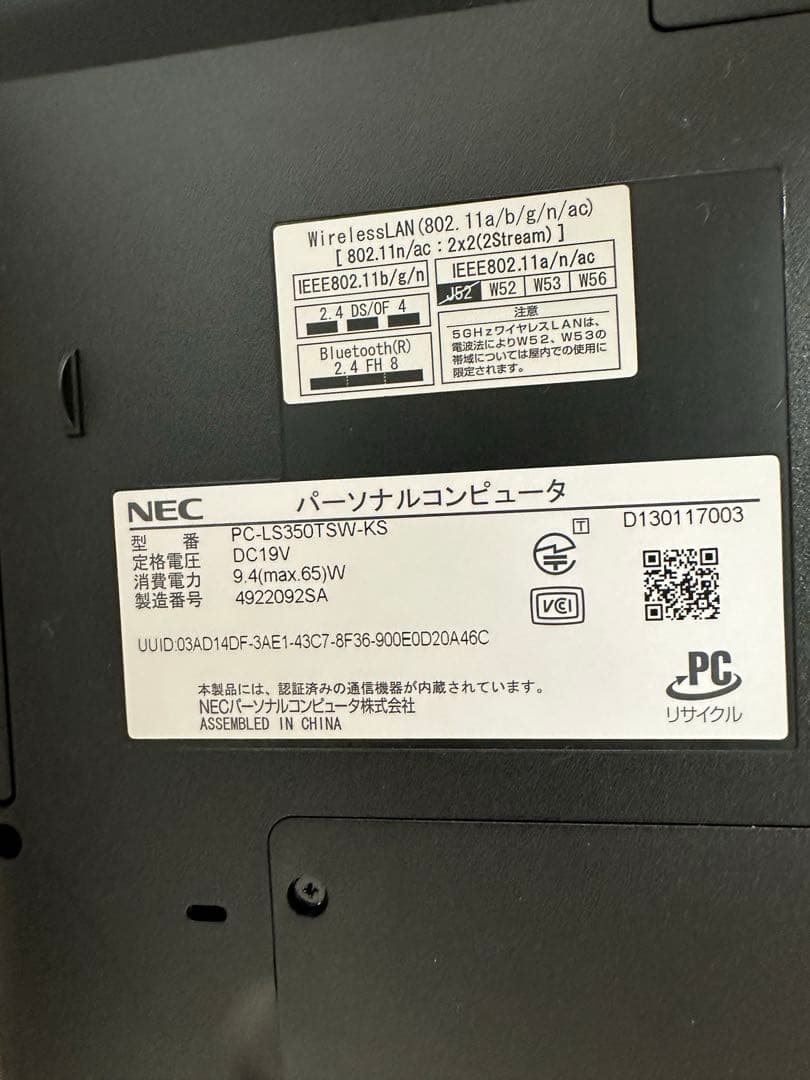 WirelessLAN(802.11a/b/g/n/ac)
[ 802.11n/ac : 2x2(2Stream) ]
IEEE802.11b/g/n
IEEE802.11a/n/ac
J52 W52 W53 W56
2.4 DS/OF 4
Bluetooth(R)
2.4 FH 8
注意
5GHzワイヤレスLANは、
電波法によりW52、W53の
帯域については屋内での使用に
限定されます。
NEC パーソナルコンピュータ
型 番 PC-LS350TSW-KS
定格電圧 DC19V
消費電力 9.4(max.65)W
製造番号 4922092SA
T
D130117003
VCI
UUID:03AD14DF-3AE1-43C7-8F36-900E0D20A46C
本製品には、認証済みの通信機器が内蔵されています。
NECパーソナルコンピュータ株式会社
ASSEMBLED IN CHINA
PC
リサイクル